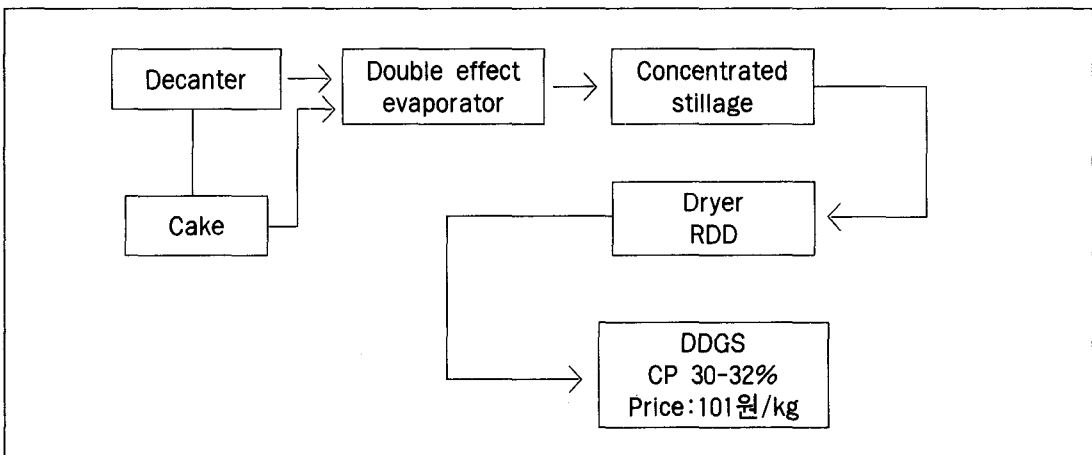 Decanter
Double effect
evaporator
Concentrated
stillage
Cake
Dryer
RDD
DDGS
CP 30-32%
Price:101원/kg